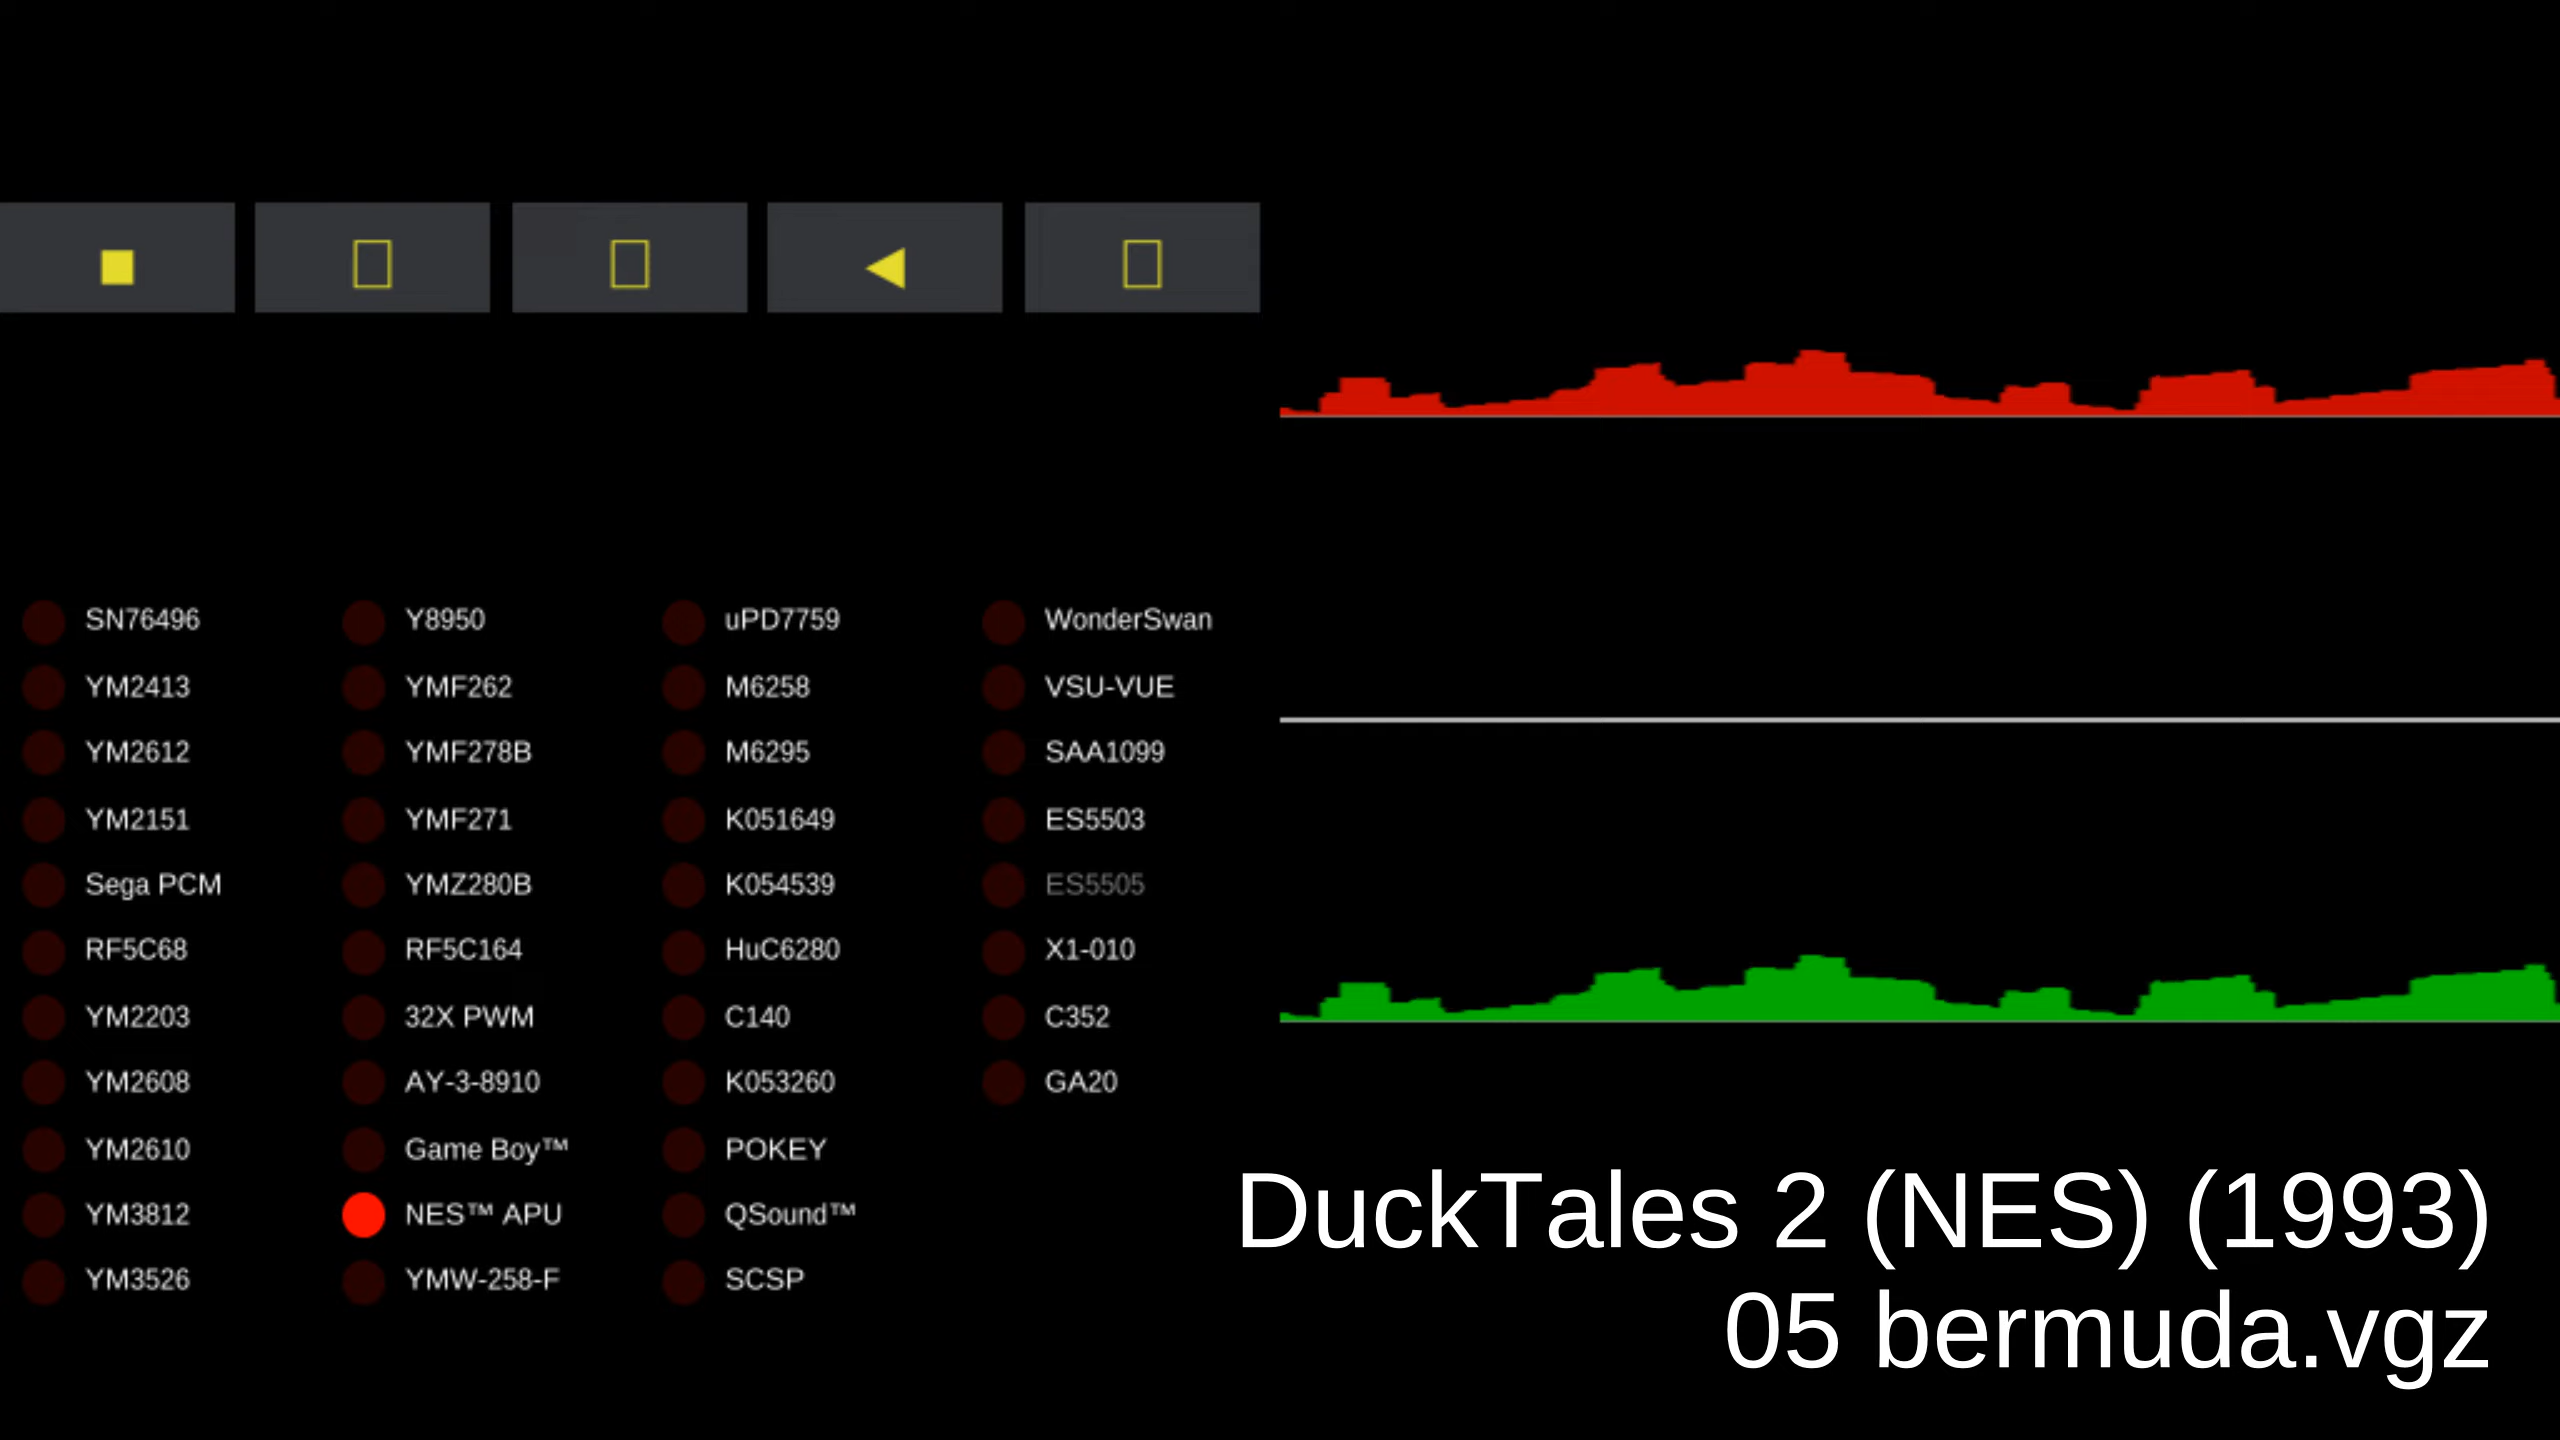 SN76496
YM2413
YM2612
YM2151
Sega PCM
RF5C68
YM2203
YM2608
YM2610
YM3812
YM3526
Y8950
YMF262
YMF278B
YMF271
YMZ280B
RF5C164
32X PWM
AY-3-8910
Game Boy™
NES™ APU
YMW-258-F
uPD7759
M6258
M6295
K051649
K054539
HuC6280
C140
K053260
POKEY
QSound™
SCSP
WonderSwan
VSU-VUE
SAA1099
ES5503
ES5505
X1-010
C352
GA20
DuckTales 2 (NES) (1993)
05 bermuda.vgz